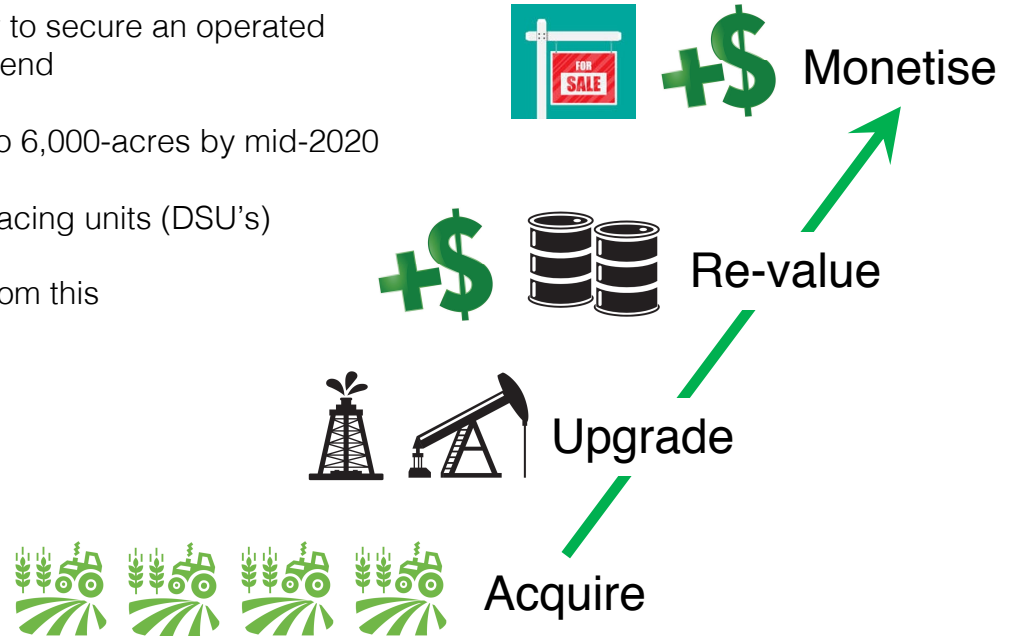 to secure an operated
end
FOR
SALE
Monetise
6,000-acres by mid-2020
acing units (DSU's)
Re-value
om this
Upgrade
Acquire